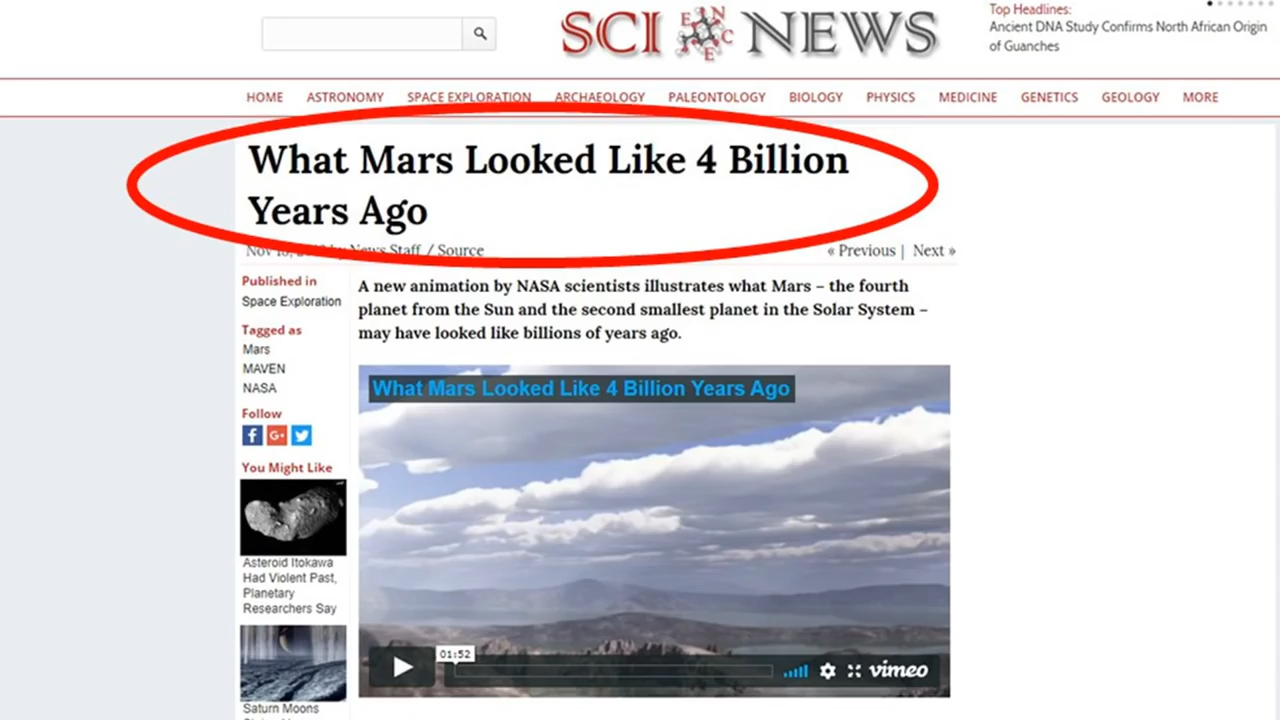 SCIENCE NEWS
Top Headlines:
Ancient DNA Study Confirms North African Origin
of Guanches
HOME ASTRONOMY SPACE EXPLORATION ARCHAEOLOGY PALEONTOLOGY BIOLOGY PHYSICS MEDICINE GENETICS GEOLOGY MORE
What Mars Looked Like 4 Billion
Years Ago
by News Staff / Source
« Previous | Next »
Published in
Space Exploration
Tagged as
Mars
MAVEN
NASA
Follow
You Might Like
Asteroid Itokawa
Had Violent Past,
Planetary
Researchers Say
Saturn Moons
A new animation by NASA scientists illustrates what Mars – the fourth
planet from the Sun and the second smallest planet in the Solar System –
may have looked like billions of years ago.
What Mars Looked Like 4 Billion Years Ago
01:52
vimeo